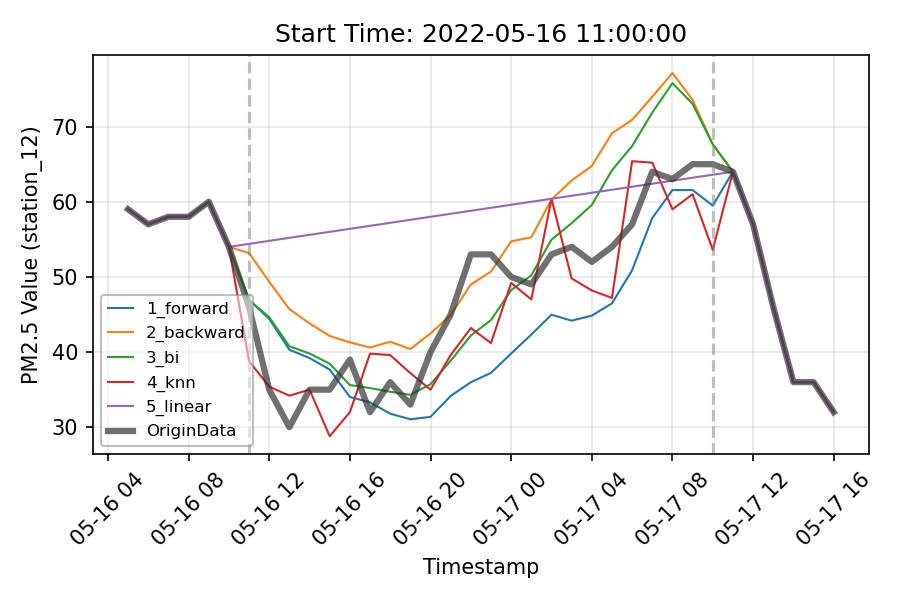 Start Time: 2022-05-16 11:00:00
PM2.5 Value (station_12)
70
60
50
40
30
1_forward
2_backward
3_bi
4_knn
5_linear
OriginData
05-16 04
05-16 08
05-16 12
05-16 16
05-16 20
05-17 00
05-17 04
05-17 08
05-17 12
05-17 16
Timestamp